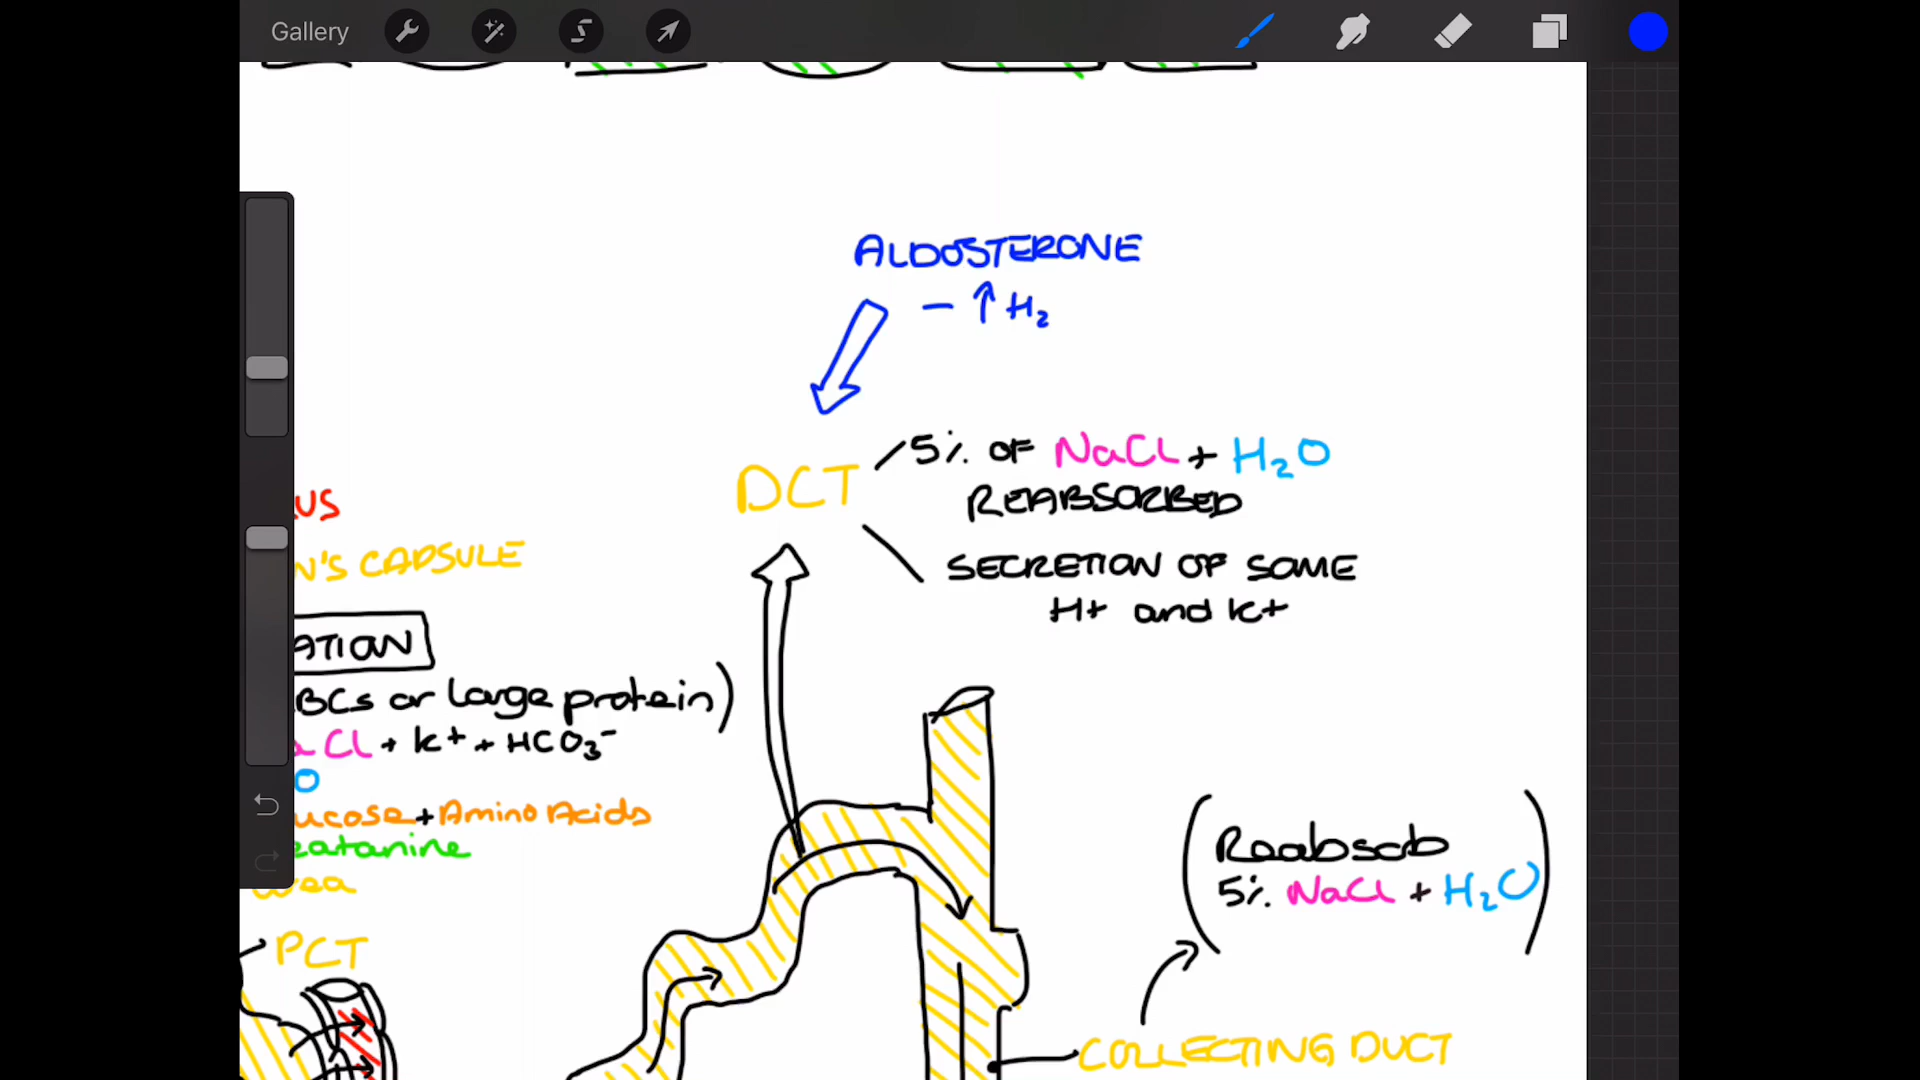 Gallery
ALDOSTERONE
- ↑ H₂
5% OF NaCl + H₂O
REABSORBED
DCT
SECRETION OF SOME
H+ and K+
US
N'S CAPSULE
ATION
BCs or Large protein)
a Cl + K+ + HCO₃⁻
O
ucose + Amino Acids
eatanine
urea
PCT
(Reabsorb
5% NaCl + H₂O)
COLLECTING DUCT